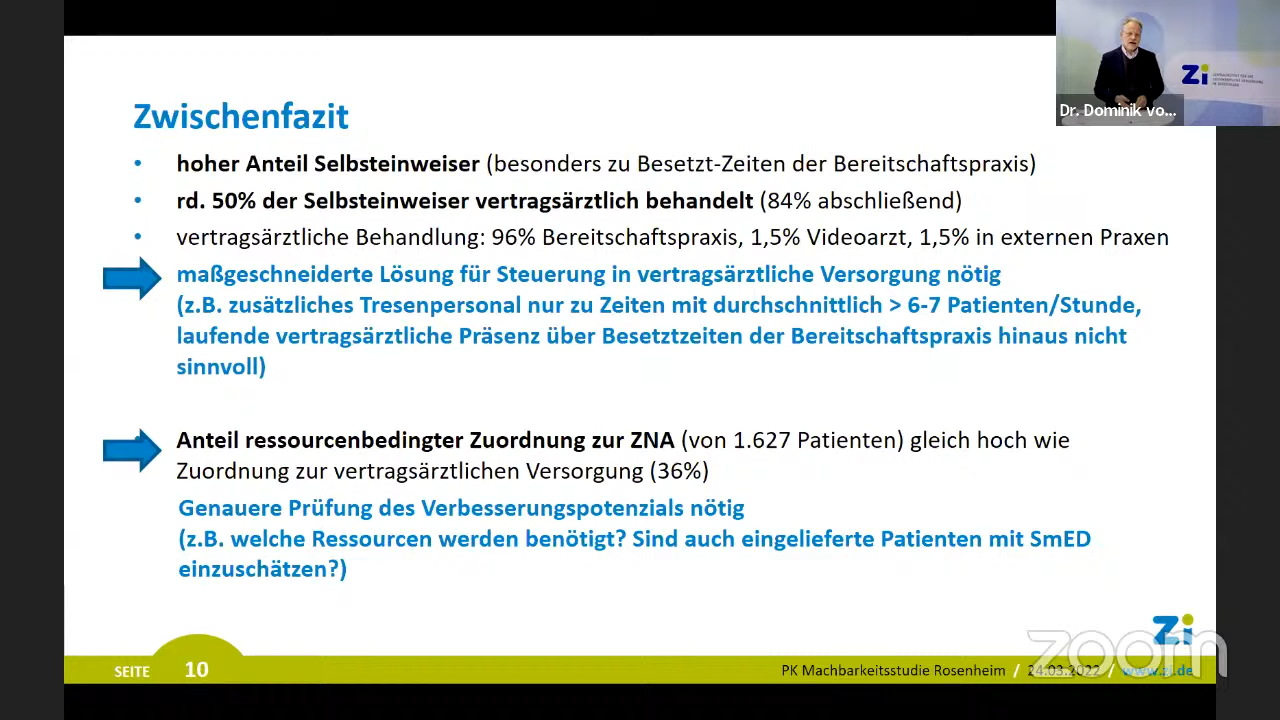 Zwischenfazit
• hoher Anteil Selbsteinweiser (besonders zu Besetzt-Zeiten der Bereitschaftspraxis)
• rd. 50% der Selbsteinweiser vertragsärztlich behandelt (84% abschließend)
• vertragsärztliche Behandlung: 96% Bereitschaftspraxis, 1,5% Videoarzt, 1,5% in externen Praxen
maßgeschneiderte Lösung für Steuerung in vertragsärztliche Versorgung nötig
(z.B. zusätzliches Tresenpersonal nur zu Zeiten mit durchschnittlich > 6-7 Patienten/Stunde,
laufende vertragsärztliche Präsenz über Besetztzeiten der Bereitschaftspraxis hinaus nicht
sinnvoll)
Anteil ressourcenbedingter Zuordnung zur ZNA (von 1.627 Patienten) gleich hoch wie
Zuordnung zur vertragsärztlichen Versorgung (36%)
Genauere Prüfung des Verbesserungspotenzials nötig
(z.B. welche Ressourcen werden benötigt? Sind auch eingelieferte Patienten mit SmED
einzuschätzen?)
Zi
Dr. Dominik vo...
Zi
zoom
SEITE 10
PK Machbarkeitsstudie Rosenheim / 24.03.2022 / www.zi.de